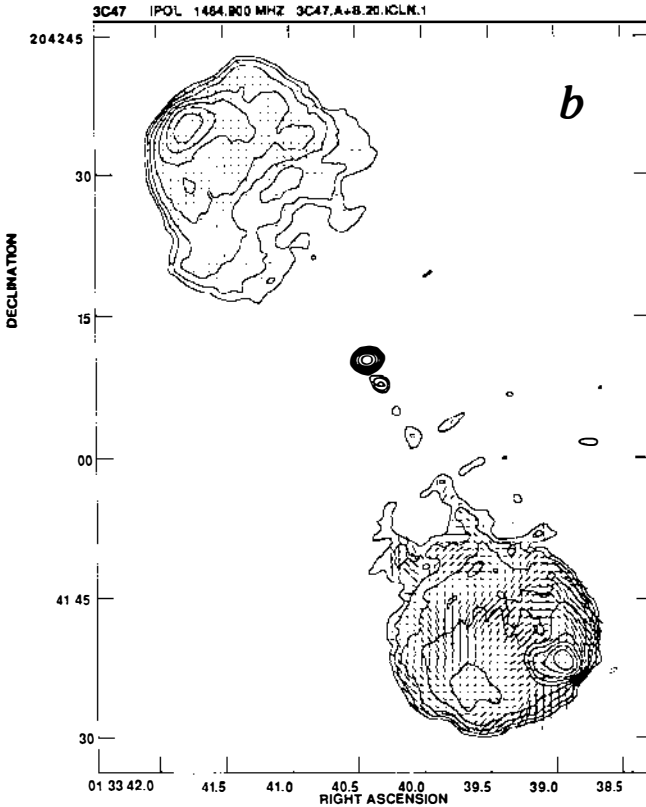 3C47 IPOL 1464.900 MHZ 3C47.A+B.20.ICLN.1
b
204245
30
15
00
41 45
30
DECLINATION
01 33 42.0 41.5 41.0 40.5 40.0 39.5 39.0 38.5
RIGHT ASCENSION